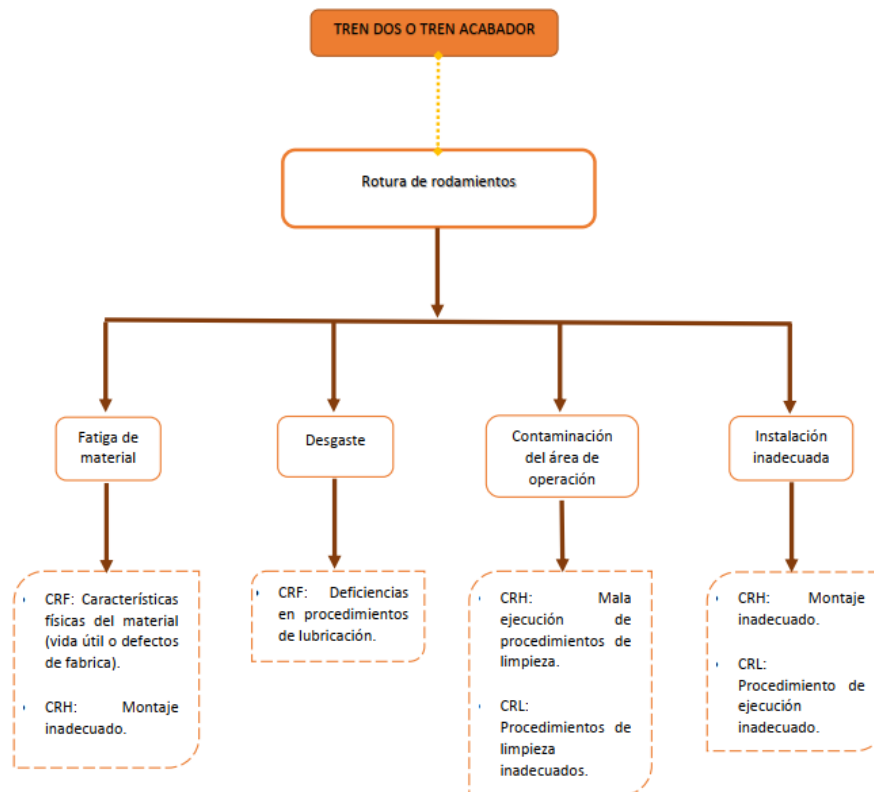 TREN DOS O TREN ACABADOR
Rotura de rodamientos
Fatiga de
material
Desgaste
Contaminación
del área de
operación
Instalación
inadecuada
CRF: Características
físicas del material
(vida útil o defectos
de fabrica).
CRH: Montaje
inadecuado.
CRF: Deficiencias
en procedimientos
de lubricación.
CRH: Mala
ejecución de
procedimientos de
limpieza.
CRL:
Procedimientos de
limpieza
inadecuados.
CRH: Montaje
inadecuado.
CRL:
Procedimiento de
ejecución
inadecuado.